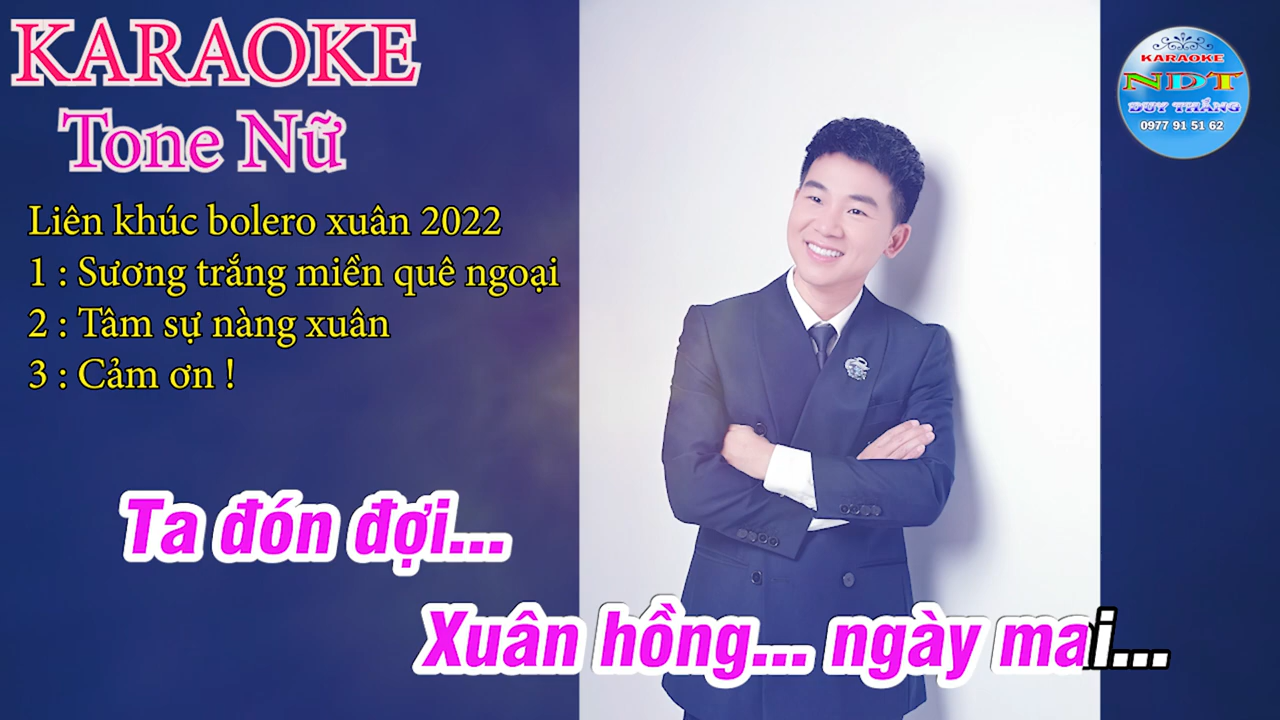 KARAOKE
Tone Nữ
Liên khúc bolero xuân 2022
1 : Sương trắng miền quê ngoại
2 : Tâm sự nàng xuân
3 : Cảm ơn !
KARAOKE
NDT
DUY THẮNG
0977 91 51 62
Ta đón đợi...
Xuân hồng... ngày mai...